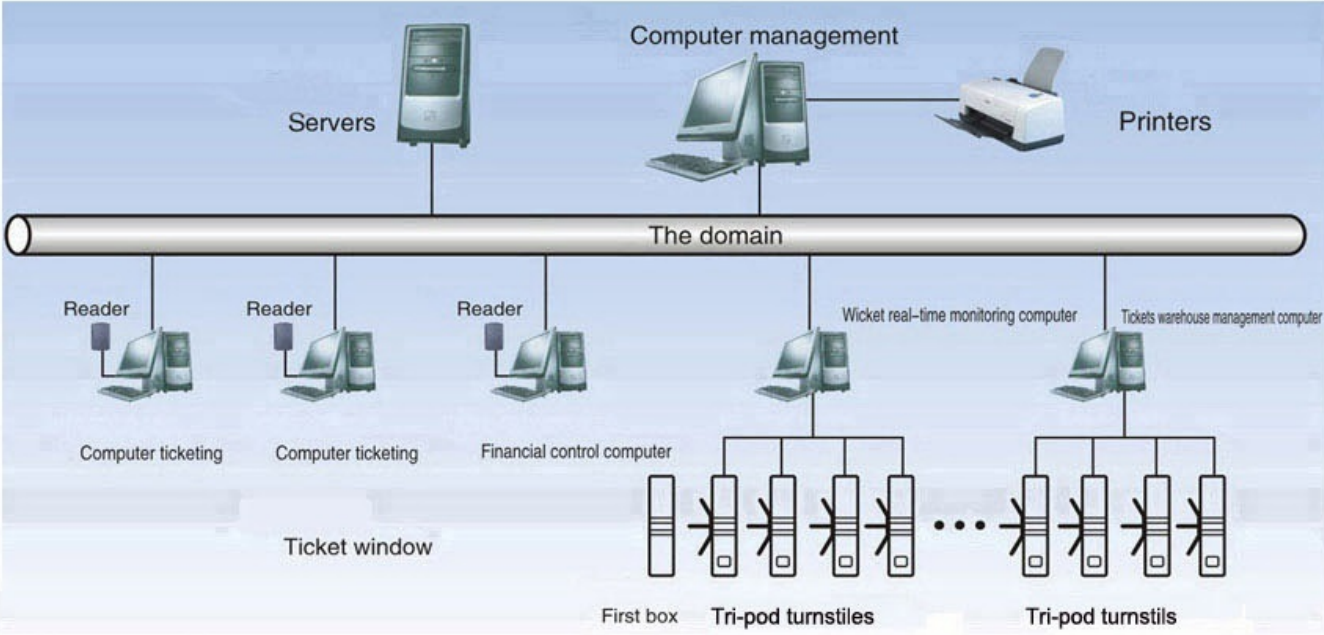 Computer management
Servers
Printers
The domain
Reader
Reader
Reader
Wicket real-time monitoring computer
Tickets warehouse management computer
Computer ticketing
Computer ticketing
Financial control computer
Ticket window
First box
Tri-pod turnstiles
Tri-pod turnstils